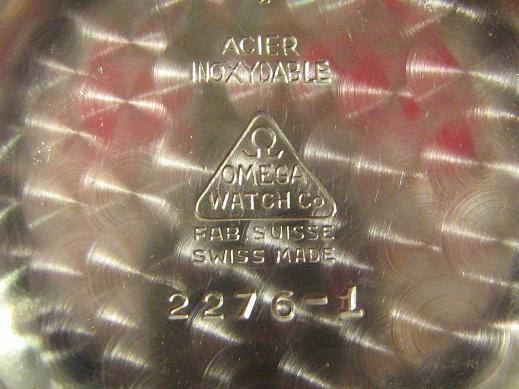 ACIER
INOXYDABLE
Ω
OMEGA
WATCH Co
FAB. SUISSE
SWISS MADE
2276-1